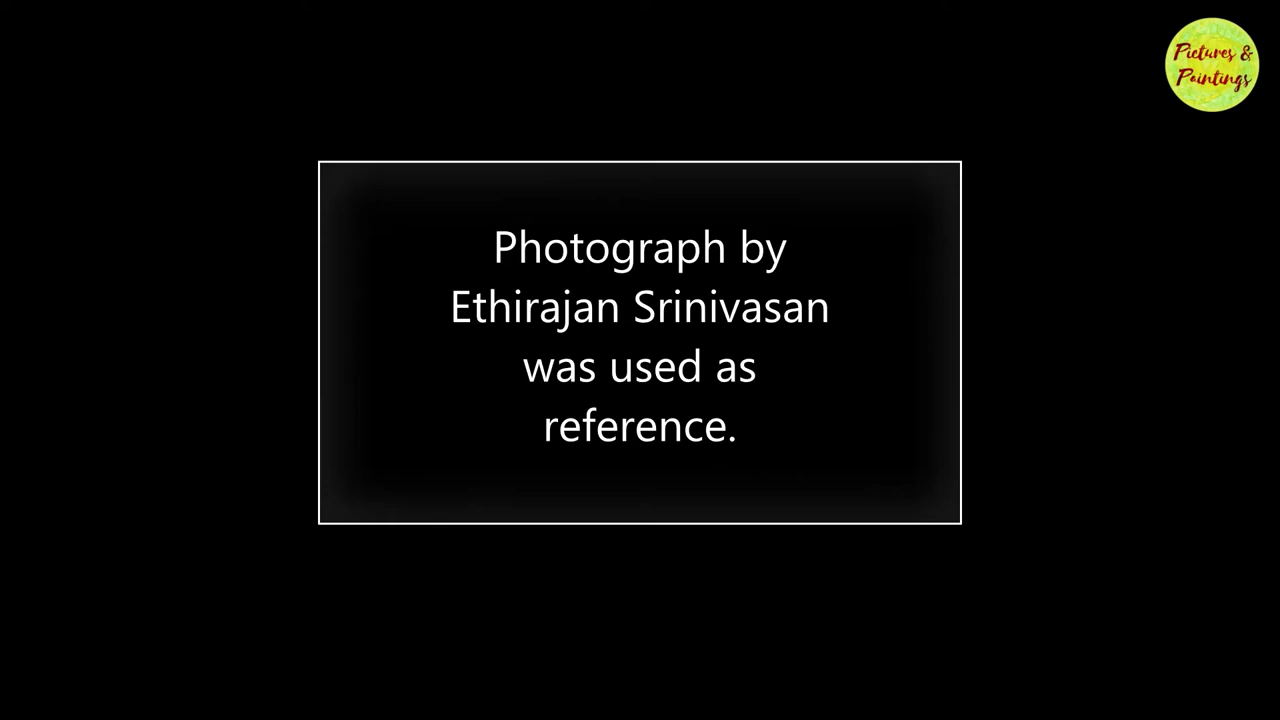 Pictures &
Paintings
Photograph by
Ethirajan Srinivasan
was used as
reference.